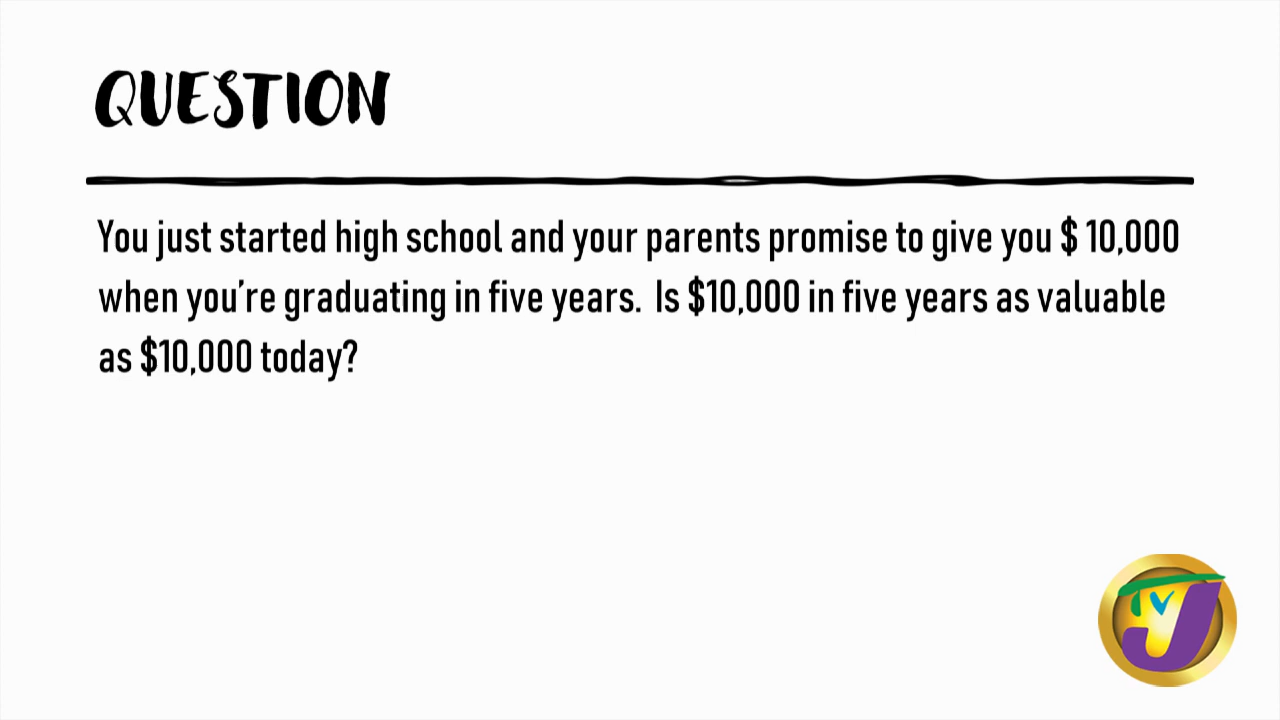 QUESTION
You just started high school and your parents promise to give you $ 10,000
when you're graduating in five years.  Is $10,000 in five years as valuable
as $10,000 today?
TVJ